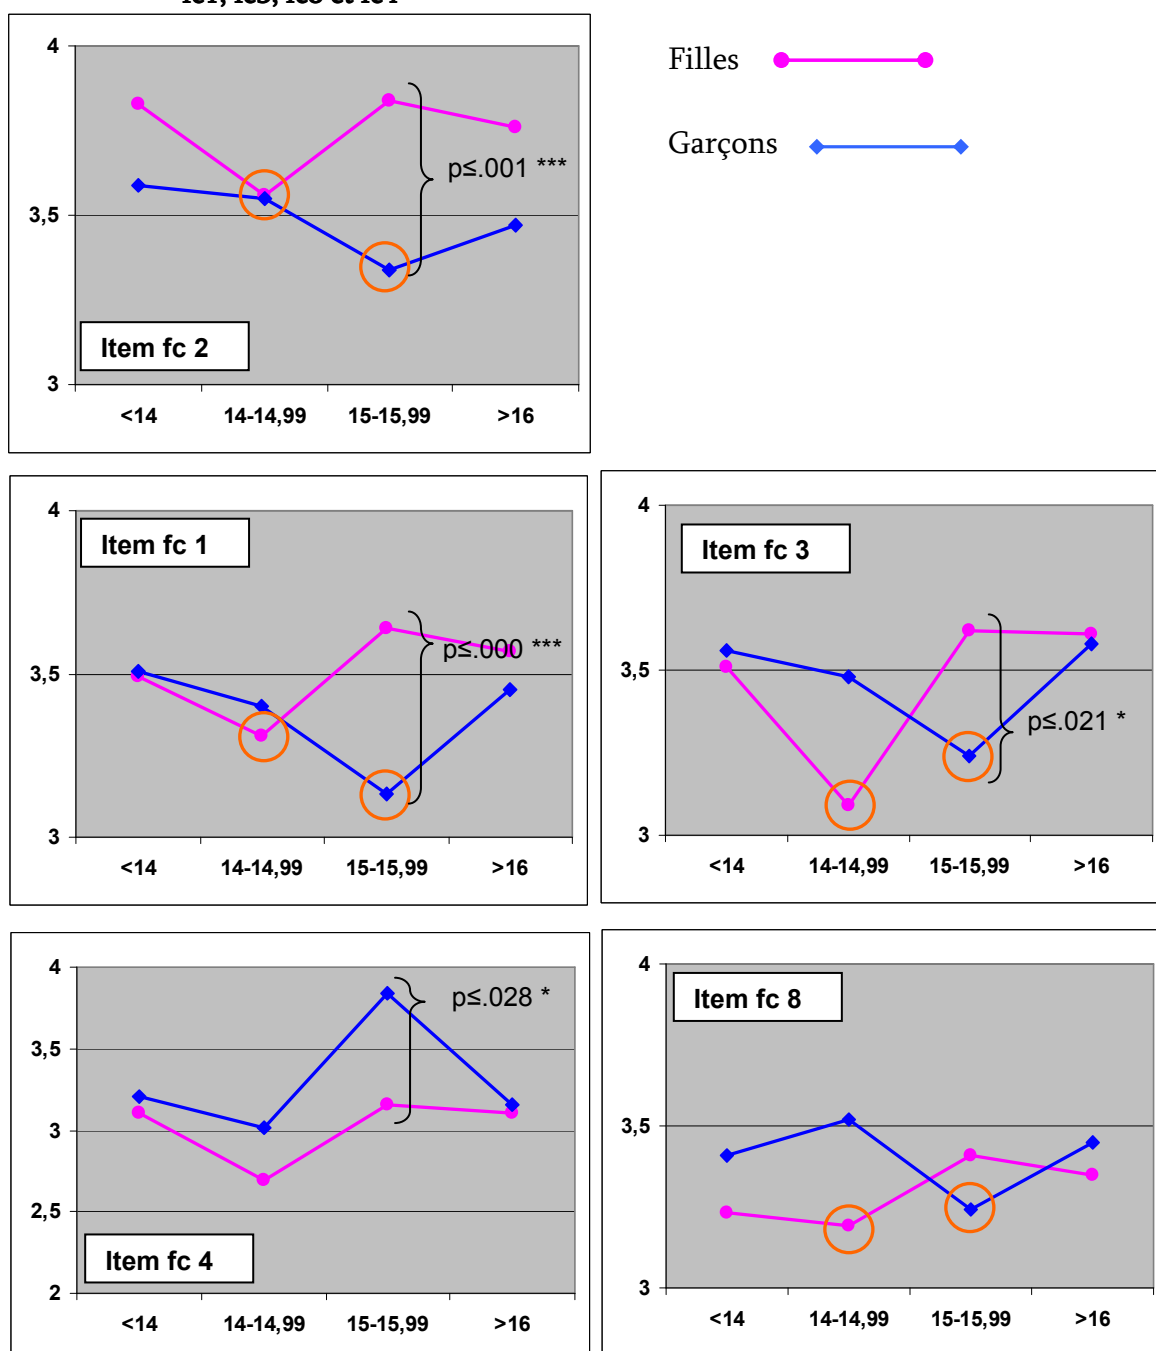 Filles
Garçons
4
3,5
3
p≤.001 ***
Item fc 2
<14 14-14,99 15-15,99 >16
4
3,5
3
Item fc 1
p≤.000 ***
<14 14-14,99 15-15,99 >16
4
3,5
3
Item fc 3
p≤.021 *
<14 14-14,99 15-15,99 >16
4
3,5
3
2,5
2
p≤.028 *
Item fc 4
<14 14-14,99 15-15,99 >16
4
3,5
3
Item fc 8
<14 14-14,99 15-15,99 >16